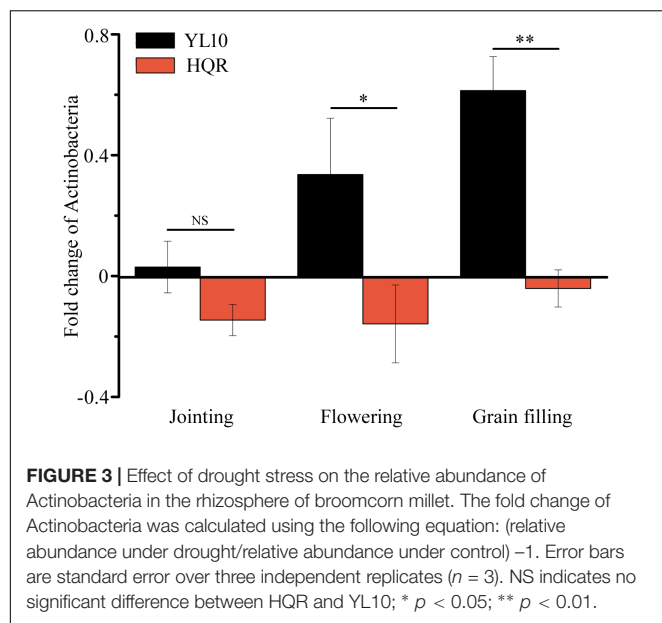 0.8
YL10
HQR
**
*
NS
0.4
0
-0.4
Fold change of Actinobacteria
Jointing Flowering Grain filling
FIGURE 3 | Effect of drought stress on the relative abundance of
Actinobacteria in the rhizosphere of broomcorn millet. The fold change of
Actinobacteria was calculated using the following equation: (relative
abundance under drought/relative abundance under control) –1. Error bars
are standard error over three independent replicates (n = 3). NS indicates no
significant difference between HQR and YL10; * p < 0.05; ** p < 0.01.